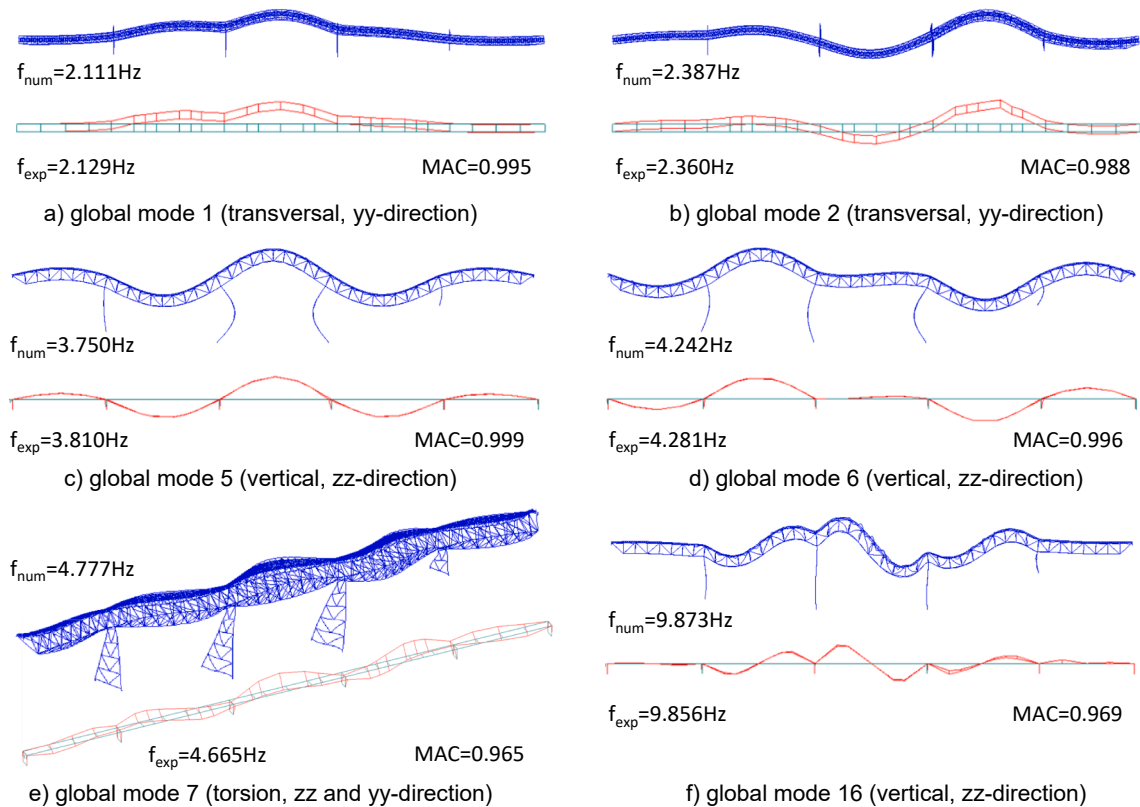 f_num=2.111Hz
f_exp=2.129Hz MAC=0.995
a) global mode 1 (transversal, yy-direction)
f_num=2.387Hz
f_exp=2.360Hz MAC=0.988
b) global mode 2 (transversal, yy-direction)
f_num=3.750Hz
f_exp=3.810Hz MAC=0.999
c) global mode 5 (vertical, zz-direction)
f_num=4.242Hz
f_exp=4.281Hz MAC=0.996
d) global mode 6 (vertical, zz-direction)
f_num=4.777Hz
f_exp=4.665Hz MAC=0.965
e) global mode 7 (torsion, zz and yy-direction)
f_num=9.873Hz
f_exp=9.856Hz MAC=0.969
f) global mode 16 (vertical, zz-direction)